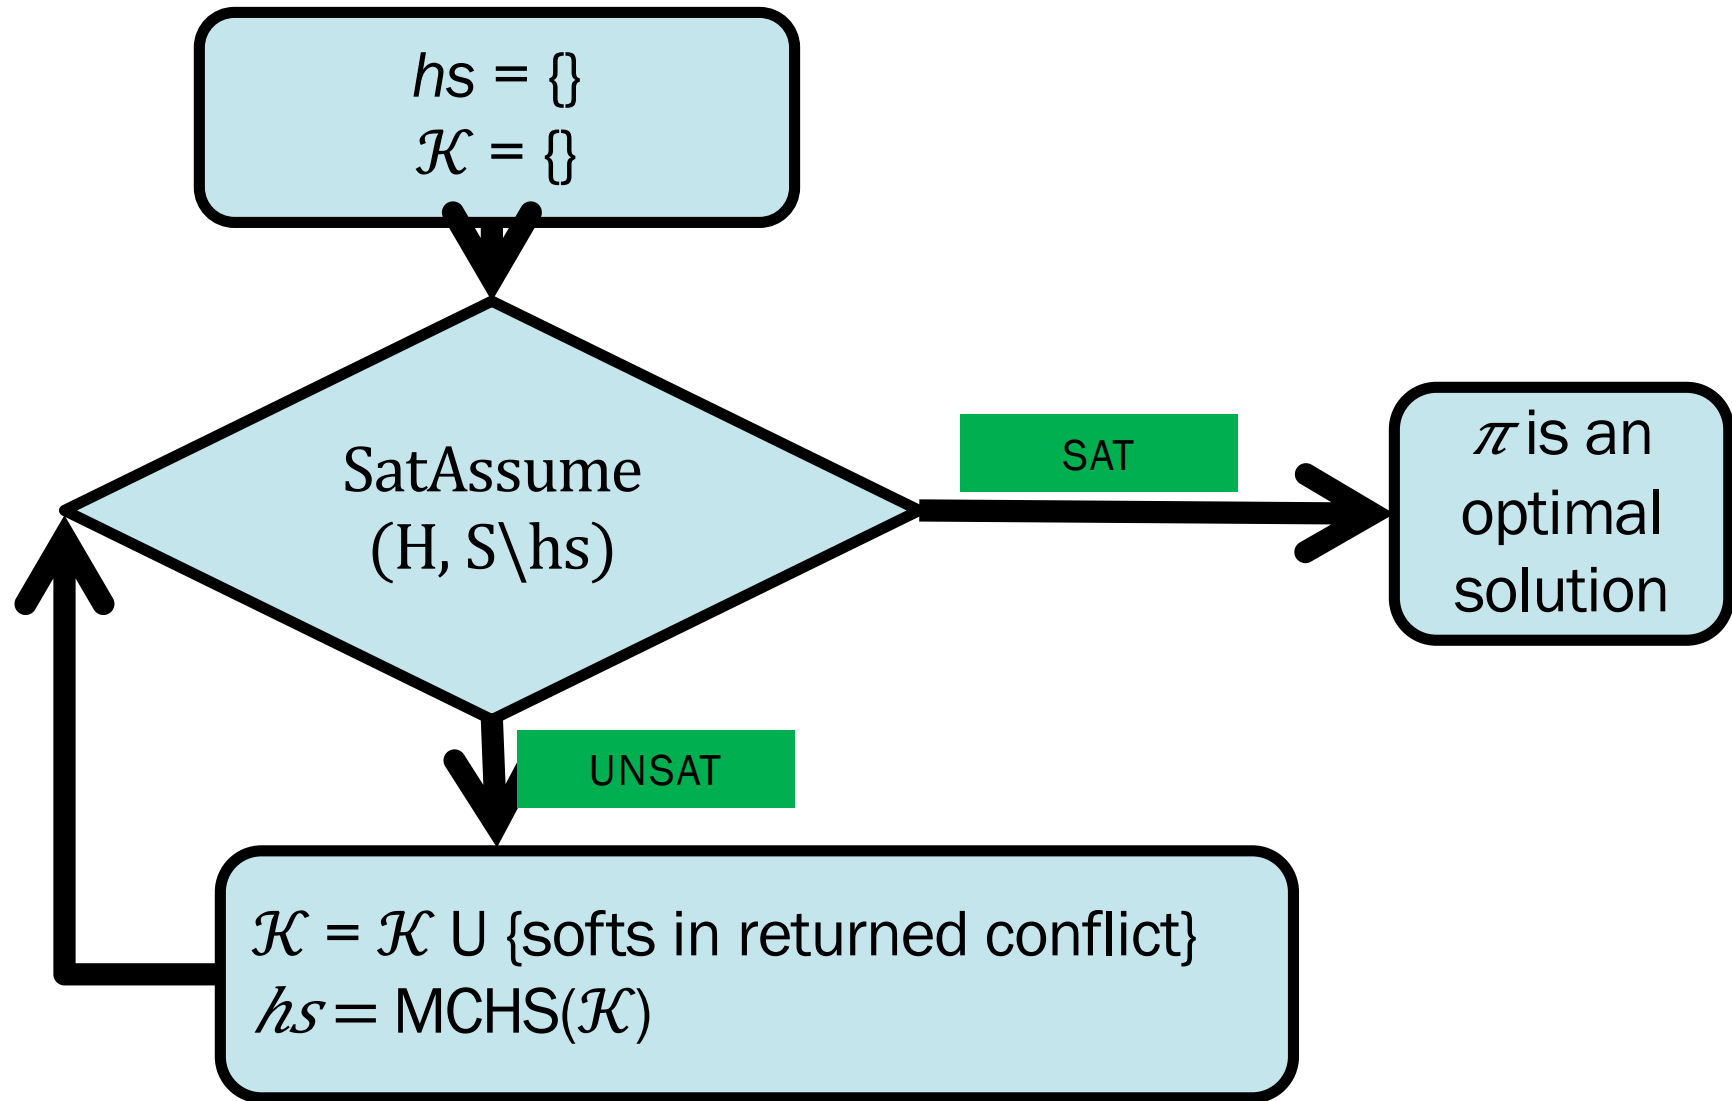 hs = {}
𝒦 = {}
SatAssume
(H, S\hs)
SAT
π is an
optimal
solution
UNSAT
𝒦 = 𝒦 U {softs in returned conflict}
hs = MCHS(𝒦)